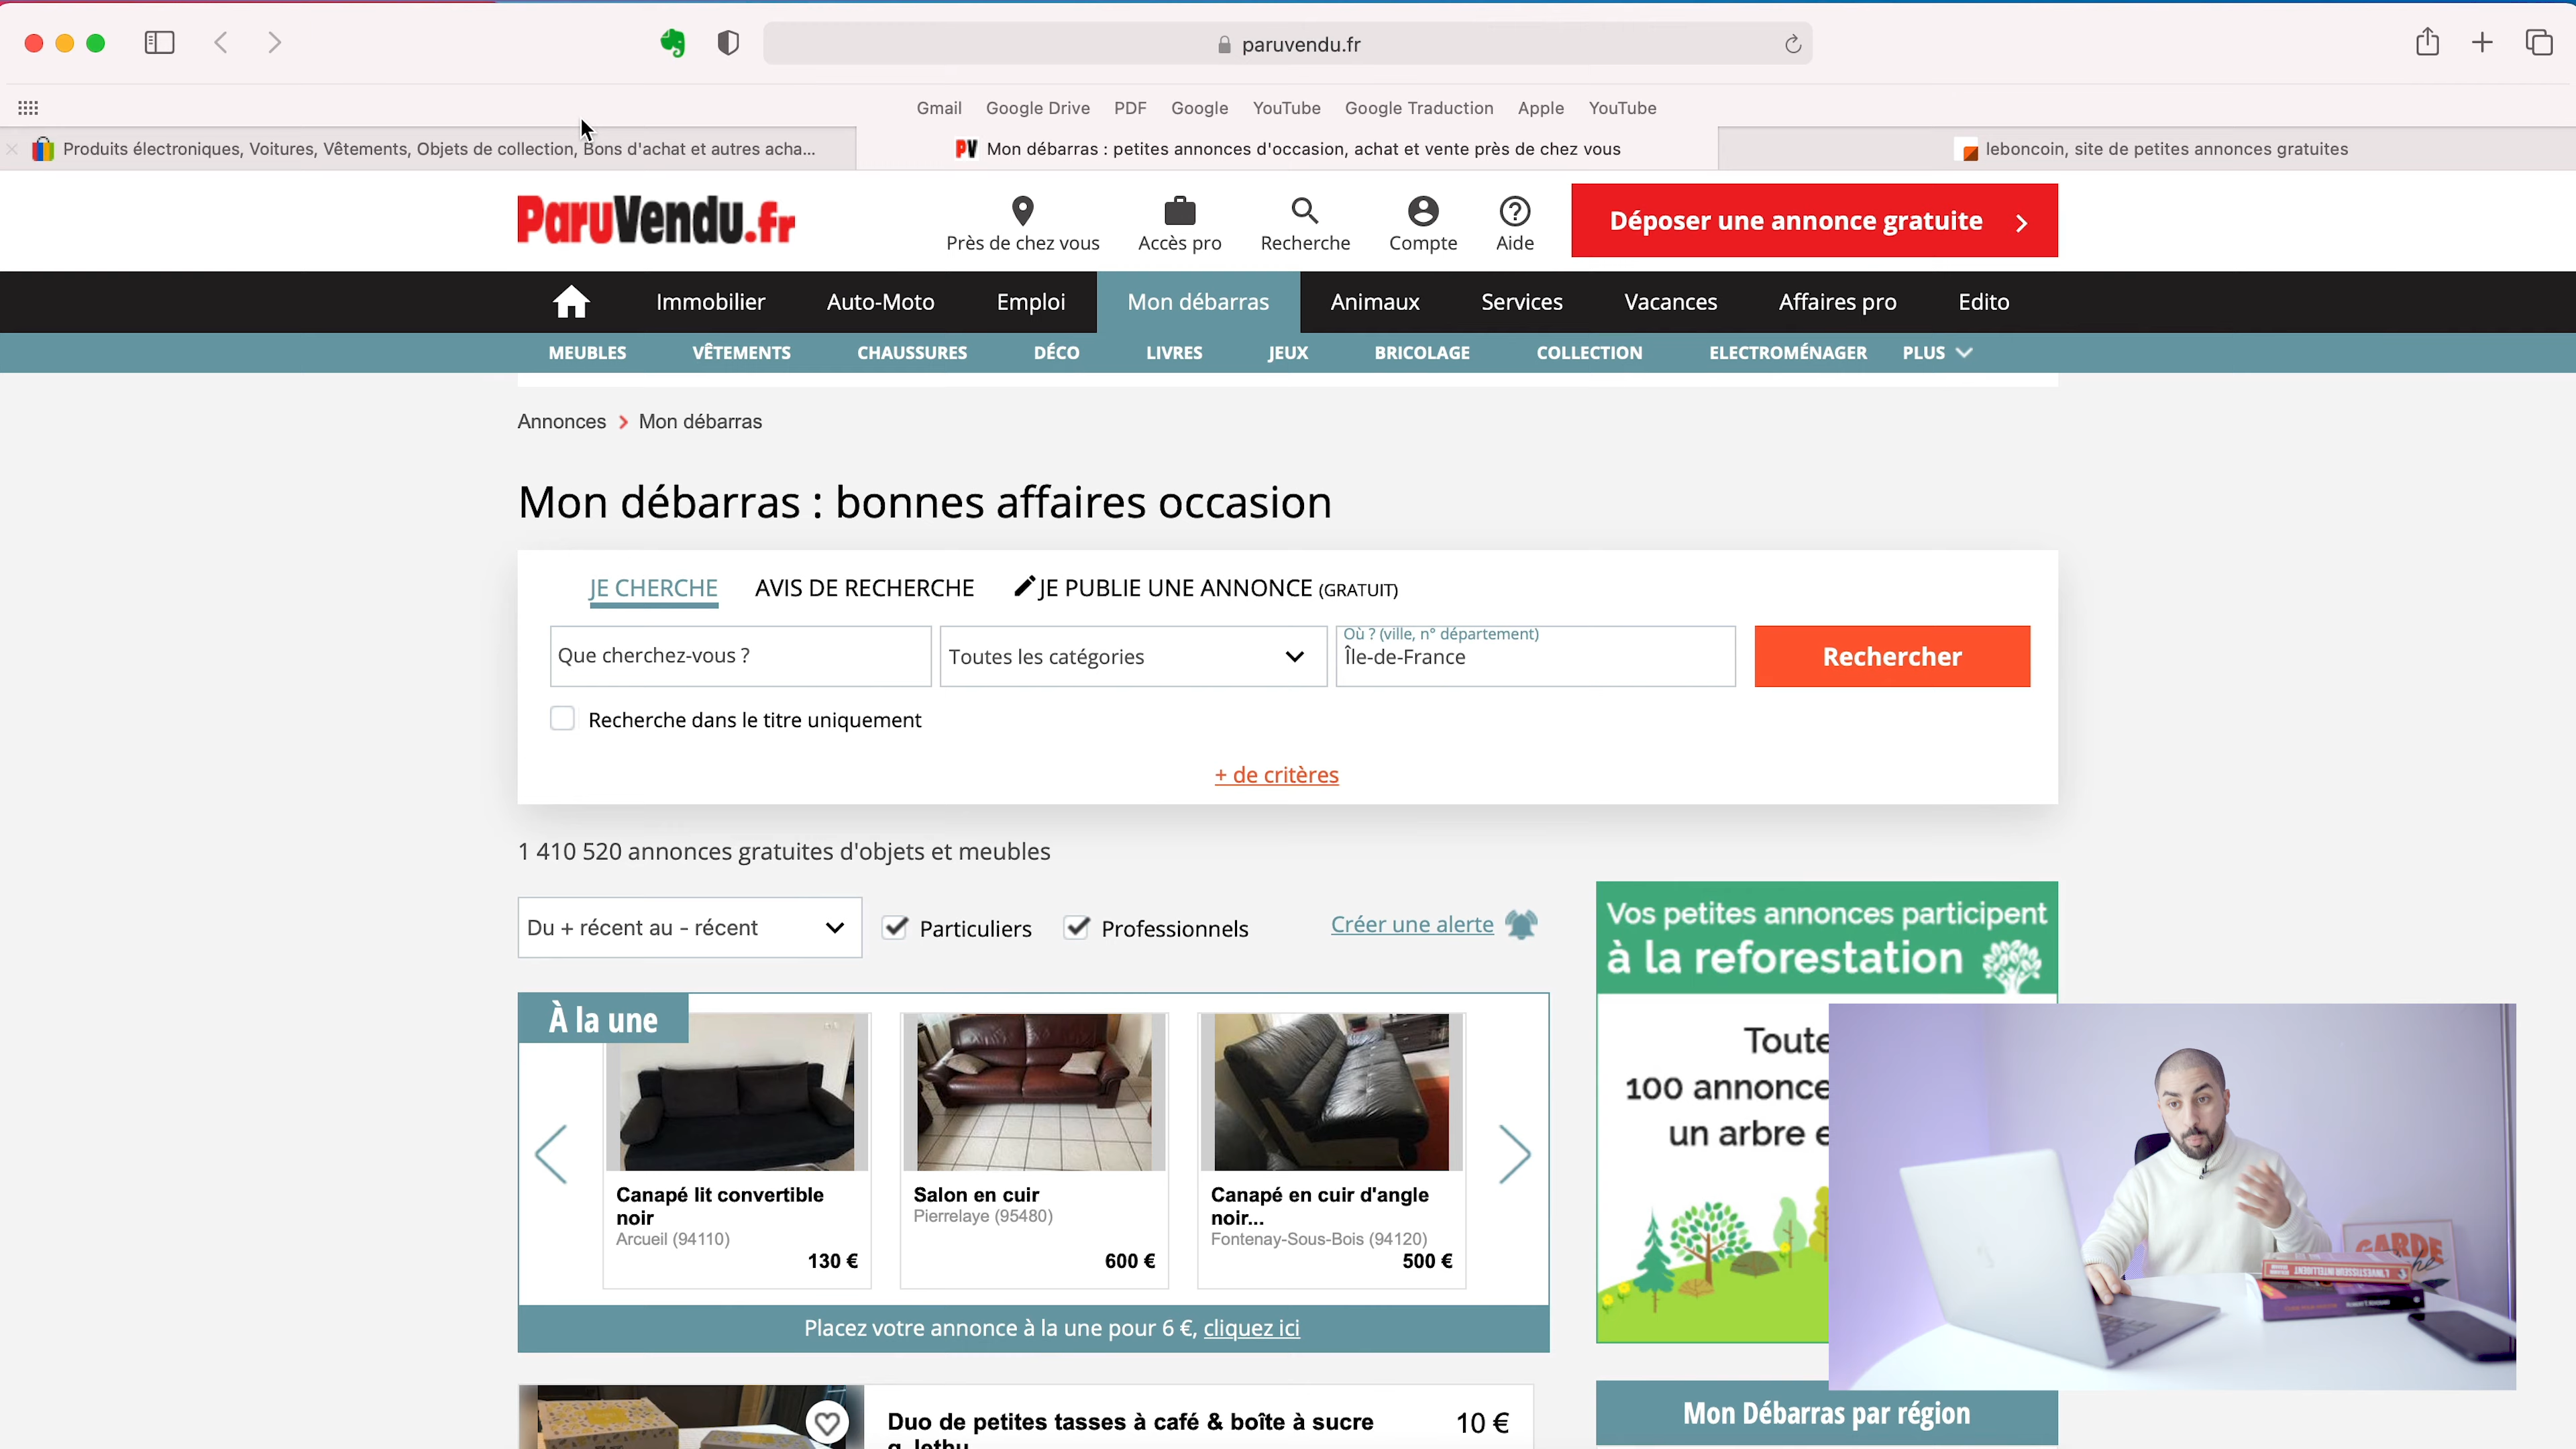 paruvendu.fr
Gmail Google Drive PDF Google YouTube Google Traduction Apple YouTube
Produits électroniques, Voitures, Vêtements, Objets de collection, Bons d'achat et autres acha...
PV Mon débarras : petites annonces d'occasion, achat et vente près de chez vous
leboncoin, site de petites annonces gratuites
ParuVendu.fr
Près de chez vous Accès pro Recherche Compte Aide
Déposer une annonce gratuite
Immobilier Auto-Moto Emploi Mon débarras Animaux Services Vacances Affaires pro Edito
MEUBLES VÊTEMENTS CHAUSSURES DÉCO LIVRES JEUX BRICOLAGE COLLECTION ELECTROMÉNAGER PLUS
Annonces > Mon débarras
Mon débarras : bonnes affaires occasion
JE CHERCHE AVIS DE RECHERCHE JE PUBLIE UNE ANNONCE (GRATUIT)
Où ? (ville, n° département)
Que cherchez-vous ? Toutes les catégories Île-de-France Rechercher
Recherche dans le titre uniquement
+ de critères
1 410 520 annonces gratuites d'objets et meubles
Du + récent au - récent Particuliers Professionnels Créer une alerte
Vos petites annonces participent
à la reforestation
Toute
100 annonce
un arbre e
À la une
Canapé lit convertible
noir
Arcueil (94110)
130 €
Salon en cuir
Pierrelaye (95480)
600 €
Canapé en cuir d'angle
noir...
Fontenay-Sous-Bois (94120)
500 €
Placez votre annonce à la une pour 6 €, cliquez ici
GARDE
L'INVESTISSEUR INTELLIGENT
Mon Débarras par région
Duo de petites tasses à café & boîte à sucre 10 €